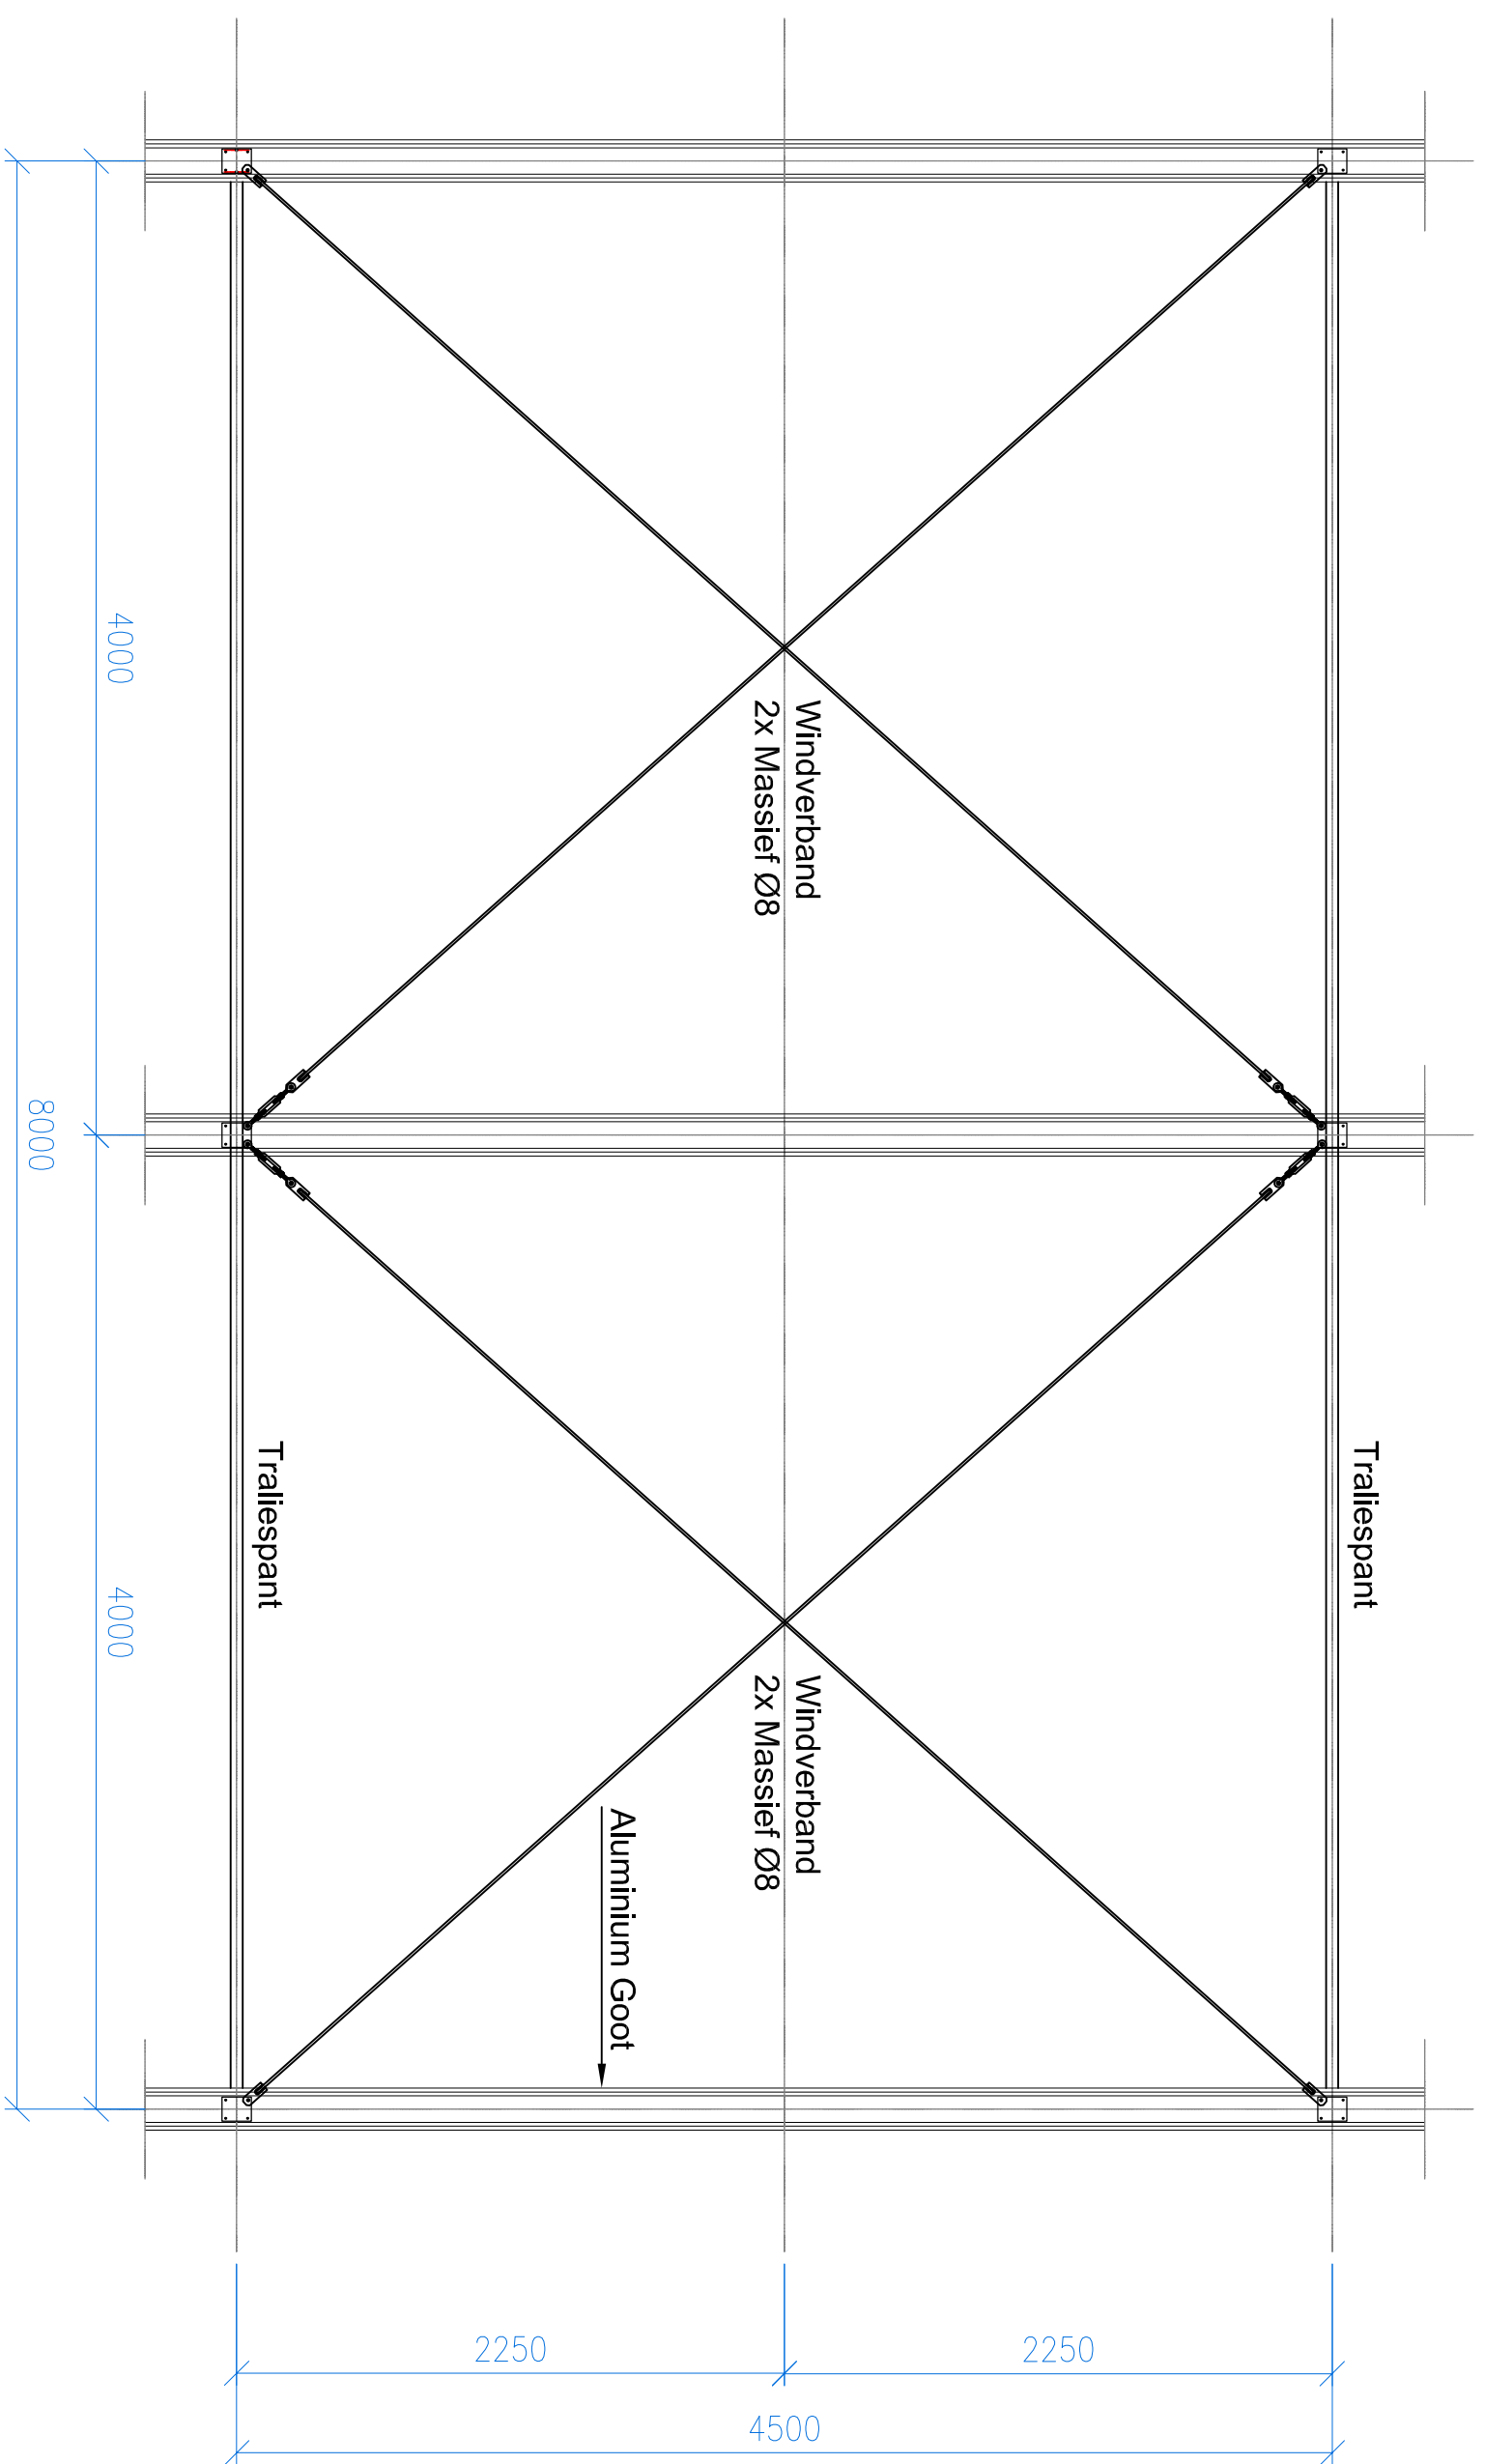 Traliespant
Windverband
2x Massief Ø8
Windverband
2x Massief Ø8
Aluminium Goot
Traliespant
4000
4000
8000
2250
2250
4500